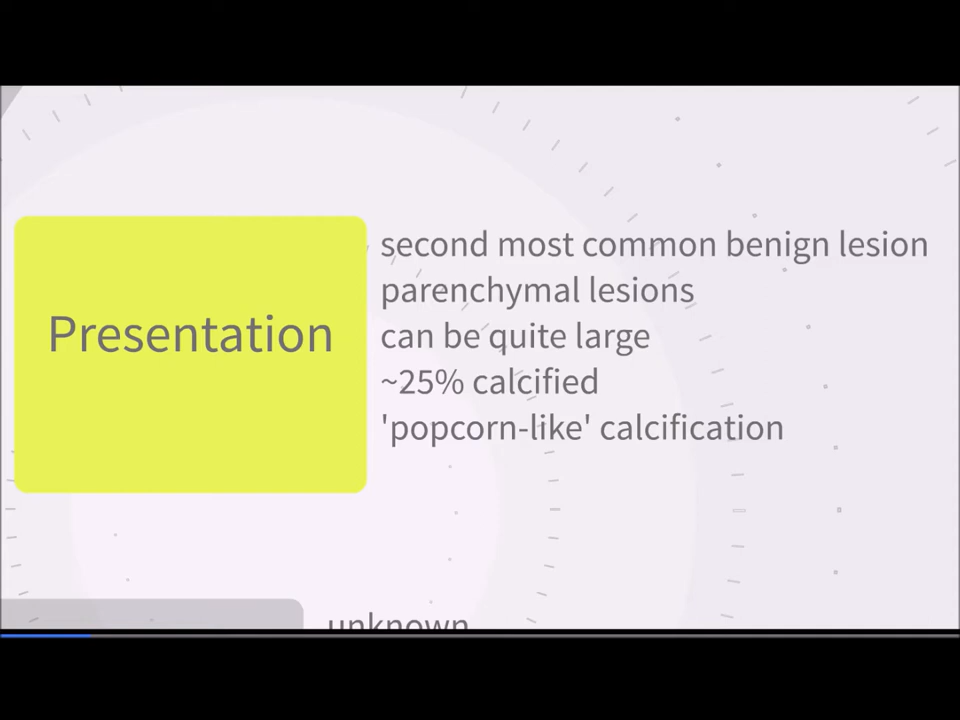 Presentation
second most common benign lesion
parenchymal lesions
can be quite large
~25% calcified
'popcorn-like' calcification
unknown